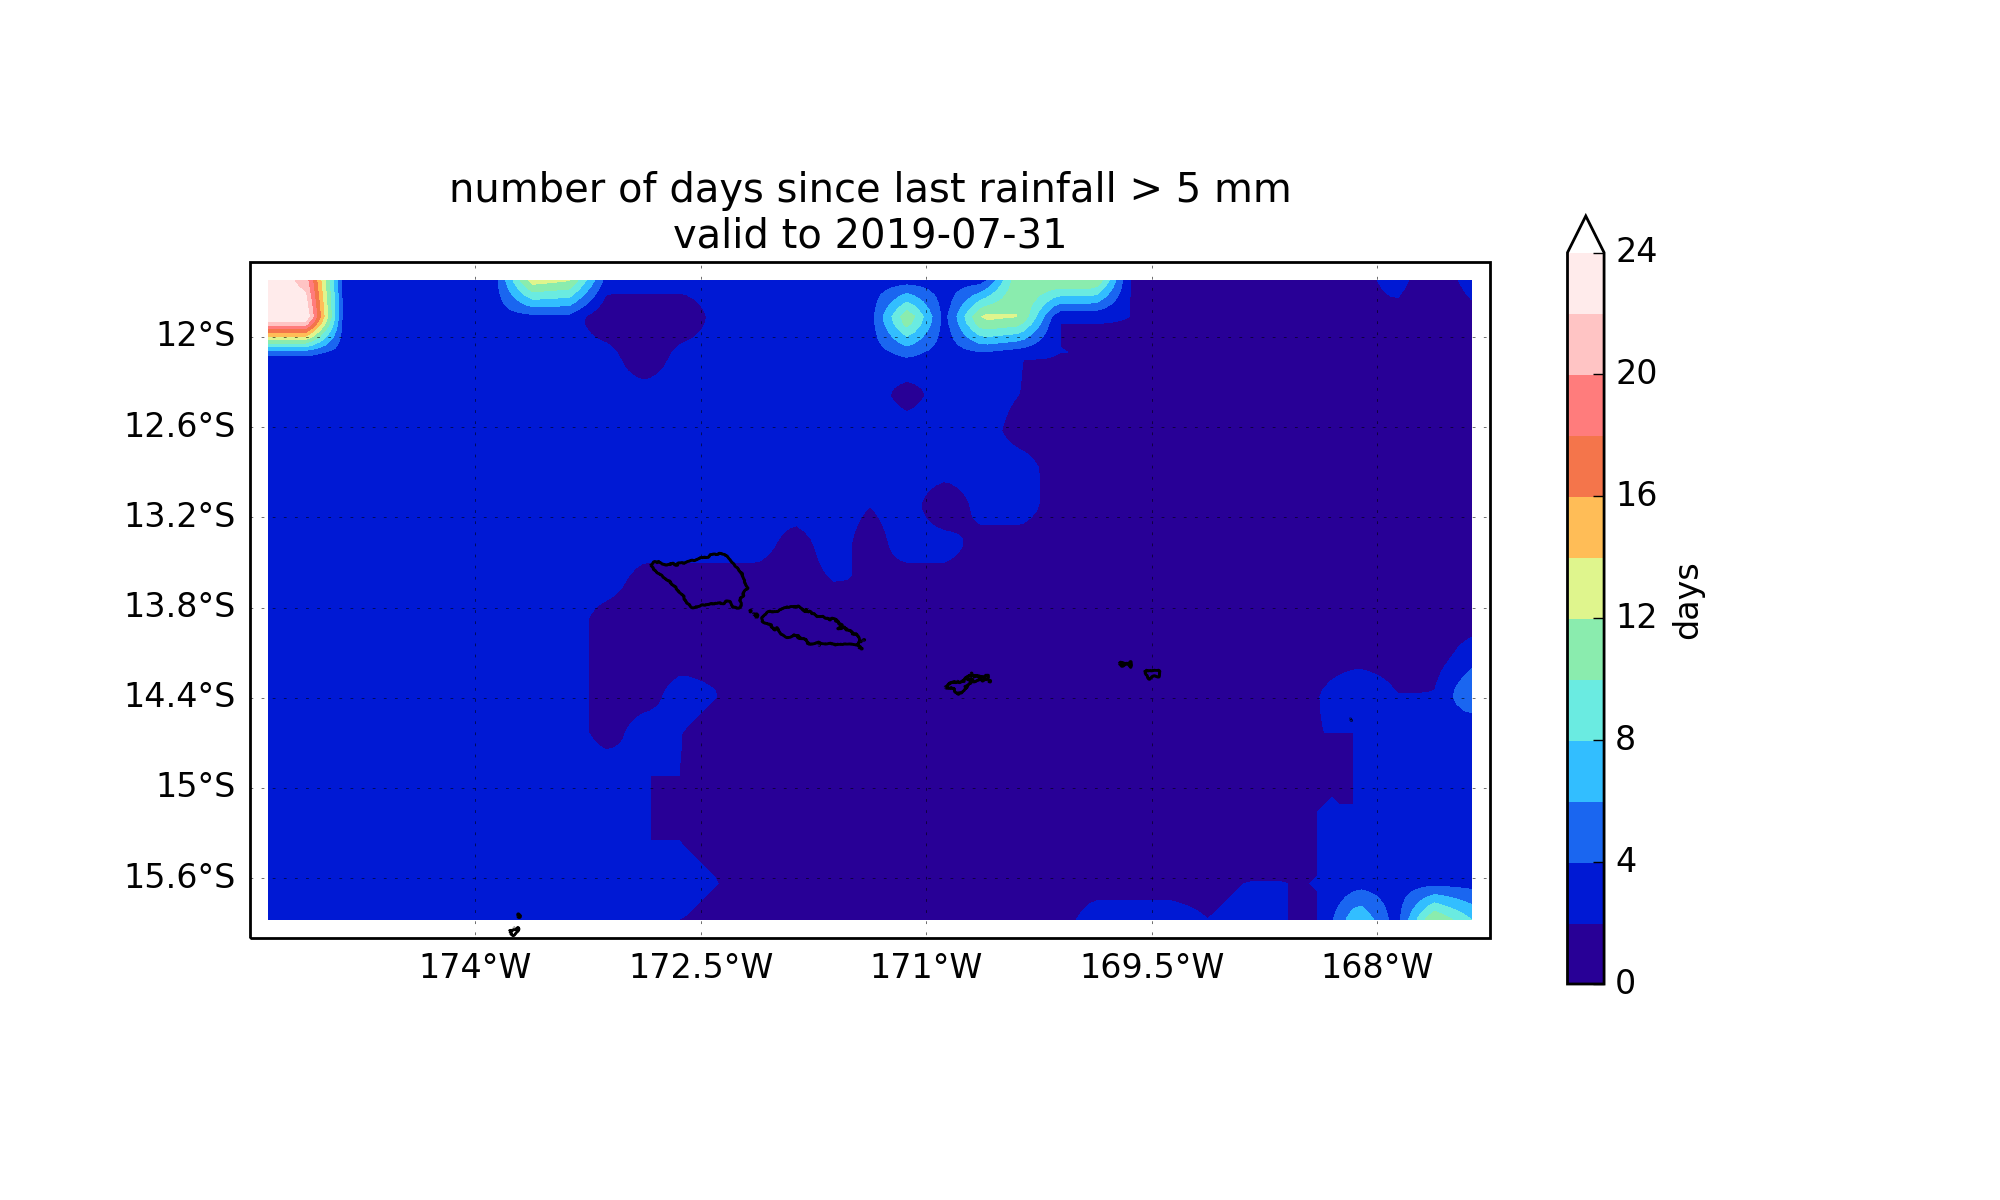 number of days since last rainfall > 5 mm
valid to 2019-07-31
12°S
12.6°S
13.2°S
13.8°S
14.4°S
15°S
15.6°S
174°W
172.5°W
171°W
169.5°W
168°W
24
20
16
12
8
4
0
days